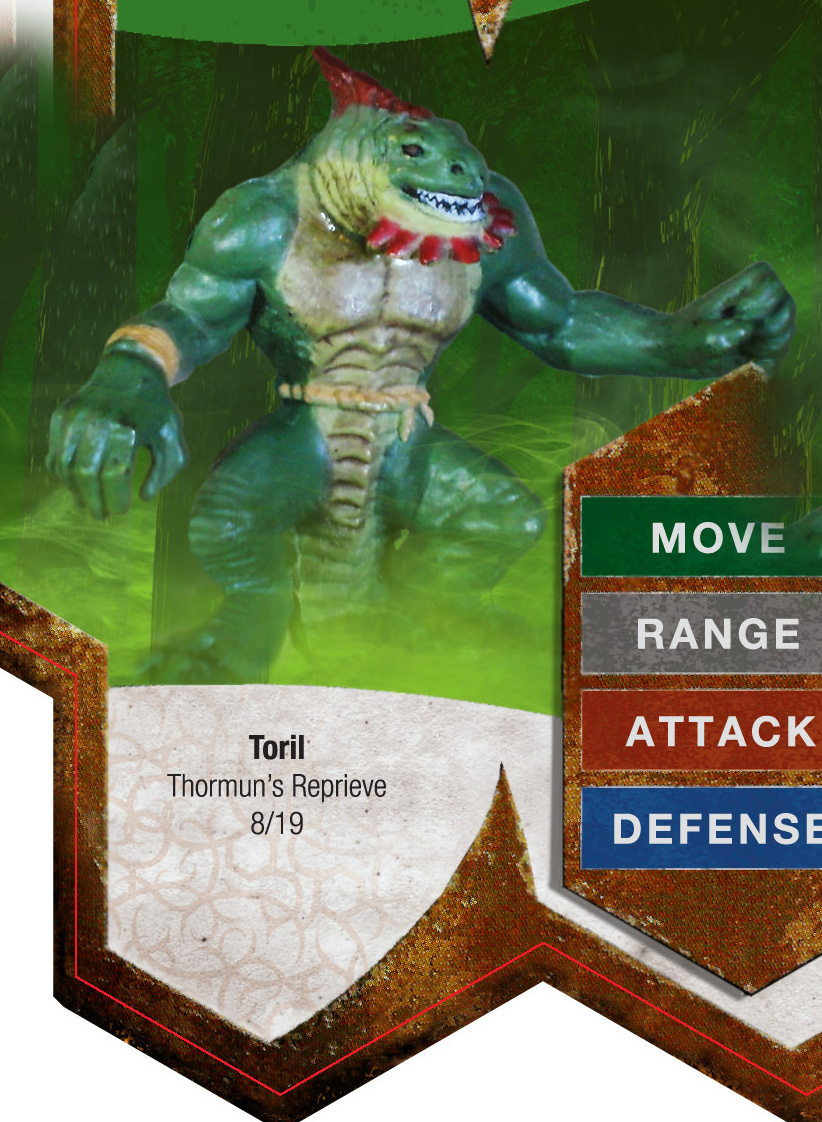 Toril
Thormun's Reprieve
8/19
MOVE
RANGE
ATTACK
DEFENSE